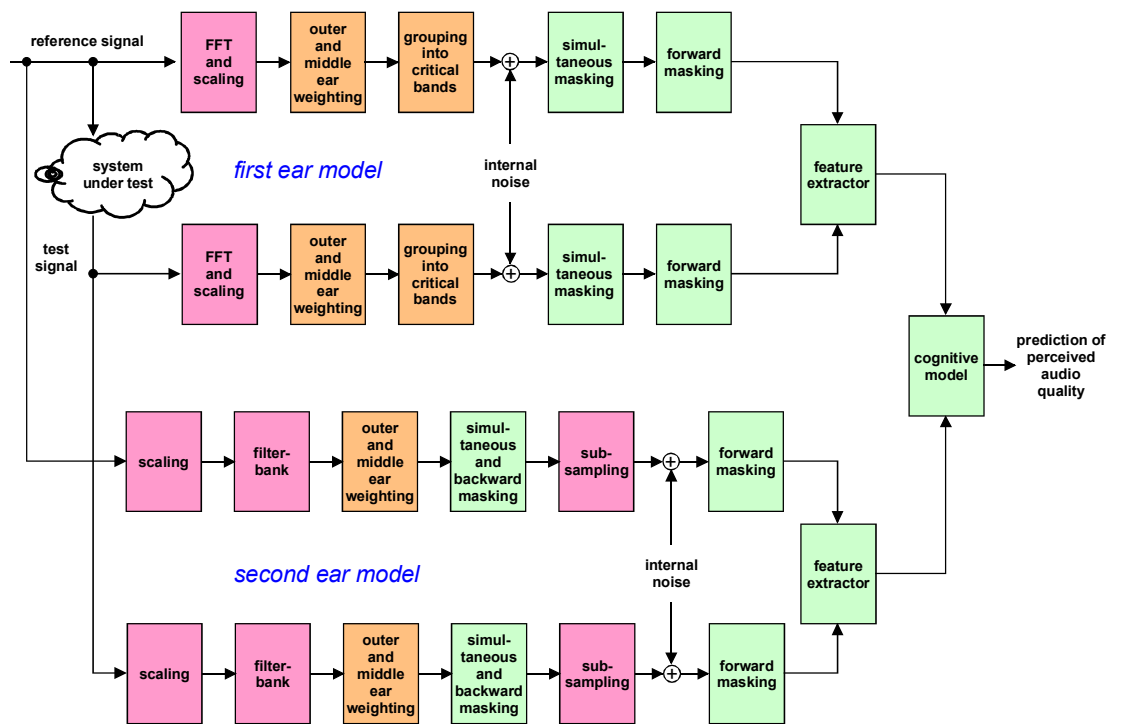 reference signal
FFT
and
scaling
outer
and
middle
ear
weighting
grouping
into
critical
bands
simul-
taneous
masking
forward
masking
system
under test
first ear model
internal
noise
feature
extractor
test
signal
FFT
and
scaling
outer
and
middle
ear
weighting
grouping
into
critical
bands
simul-
taneous
masking
forward
masking
cognitive
model
prediction of
perceived
audio
quality
scaling
filter-
bank
outer
and
middle
ear
weighting
simul-
taneous
and
backward
masking
sub-
sampling
forward
masking
second ear model
internal
noise
feature
extractor
scaling
filter-
bank
outer
and
middle
ear
weighting
simul-
taneous
and
backward
masking
sub-
sampling
forward
masking